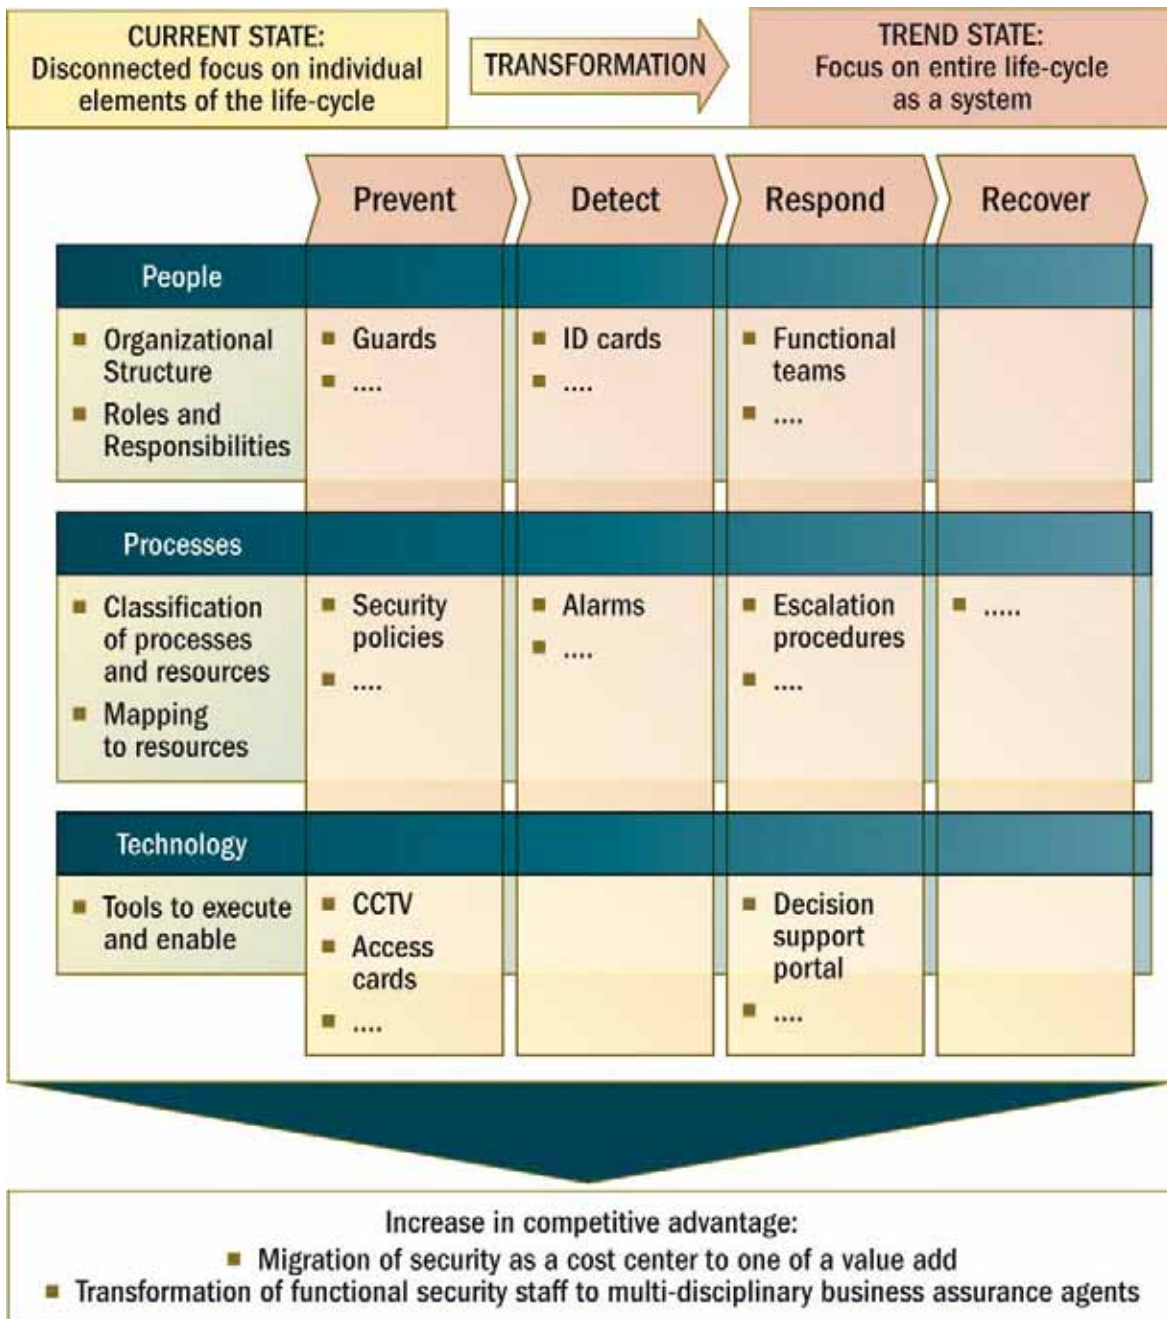 CURRENT STATE:
Disconnected focus on individual
elements of the life-cycle
TRANSFORMATION
TREND STATE:
Focus on entire life-cycle
as a system
Prevent
Detect
Respond
Recover
People
■ Organizational
Structure
■ Roles and
Responsibilities
■ Guards
■ ....
■ ID cards
■ ....
■ Functional
teams
■ ....
Processes
■ Classification
of processes
and resources
■ Mapping
to resources
■ Security
policies
■ ....
■ Alarms
■ ....
■ Escalation
procedures
■ ....
■ .....
Technology
■ Tools to execute
and enable
■ CCTV
■ Access
cards
■ ....
■ Decision
support
portal
■ ....
Increase in competitive advantage:
■ Migration of security as a cost center to one of a value add
■ Transformation of functional security staff to multi-disciplinary business assurance agents